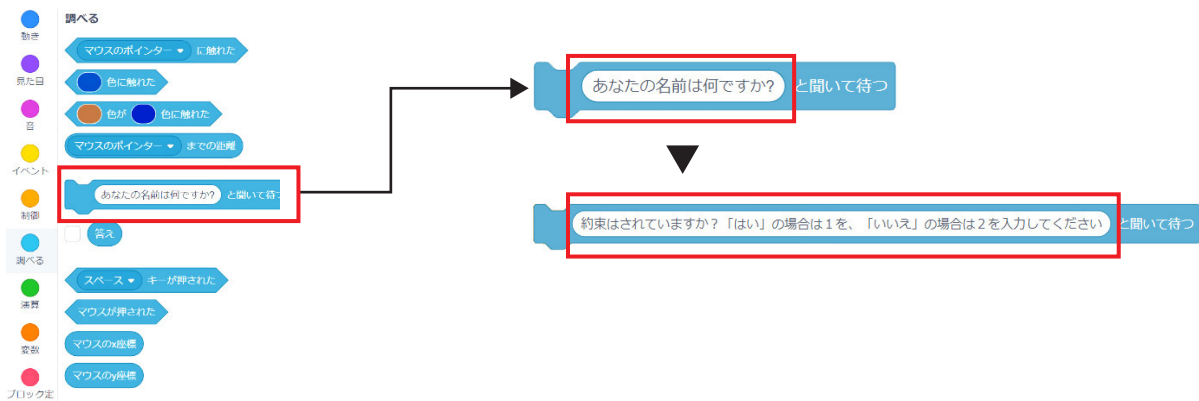 動き
見た目
音
イベント
制御
調べる
演算
変数
ブロック定
調べる
マウスのポインター に触れた
色に触れた
色が 色に触れた
マウスのポインター までの距離
あなたの名前は何ですか? と聞いて待つ
答え
スペース キーが押された
マウスが押された
マウスのx座標
マウスのy座標
あなたの名前は何ですか? と聞いて待つ
約束はされていますか？「はい」の場合は１を、「いいえ」の場合は２を入力してください と聞いて待つ